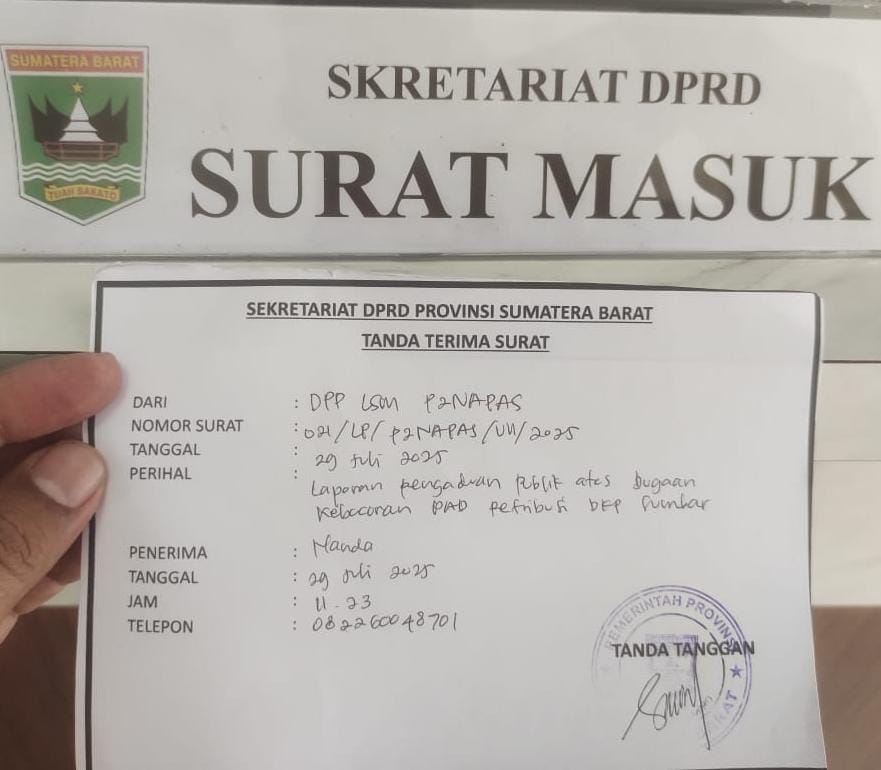 SUMATERA BARAT
TUAH SAKATO
SKRETARIAT DPRD
SURAT MASUK
SEKRETARIAT DPRD PROVINSI SUMATERA BARAT
TANDA TERIMA SURAT
DARI : DPP LSM P2NAPAS
NOMOR SURAT : 021/LP/P2NAPAS/VII/2025
TANGGAL : 29 Juli 2025
PERIHAL : Laporan pengaduan publik atas Dugaan
Kebocoran PAD Retribusi DKP Sumbar
PENERIMA : Nanda
TANGGAL : 29 Juli 2025
JAM : 11.23
TELEPON : 082260048701
PEMERINTAH PROVINSI
TANDA TANGGAN